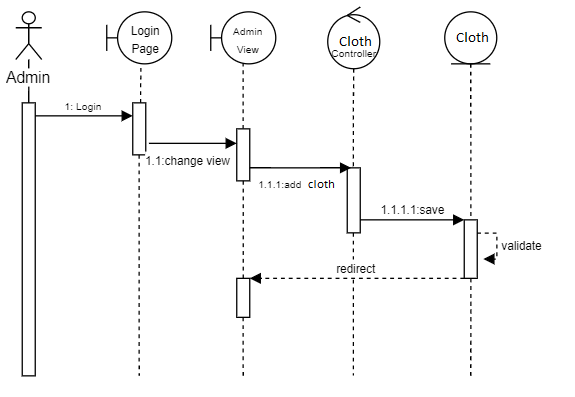 Login
Page
Admin
View
Cloth
Controller
Cloth
Admin
1: Login
1.1:change view
1.1.1:add cloth
1.1.1.1:save
validate
redirect